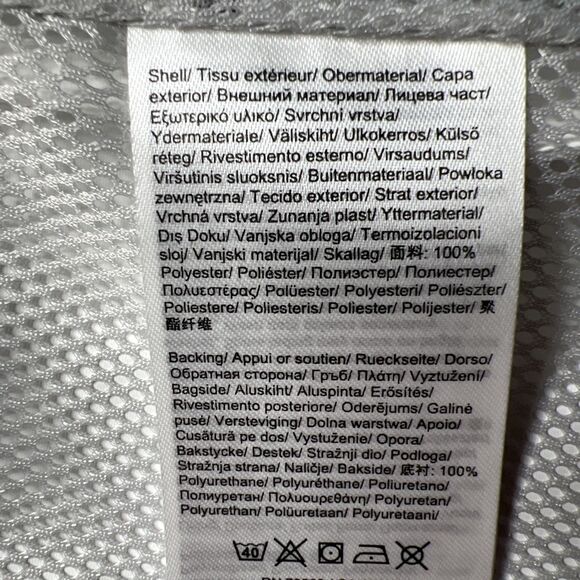 Shell/ Tissu extérieur/ Obermaterial/ Capa
exterior/ Внешний материал/ Лицева част/
Εξωτερικό υλικό/ Svrchni vrstva/
Ydermateriale/ Väliskiht/ Ulkokerros/ Külső
réteg/ Rivestimento esterno/ Virsaudums/
Viršutinis sluoksnis/ Buitenmateriaal/ Powłoka
zewnętrzna/ Tecido exterior/ Strat exterior/
Vrchná vrstva/ Zunanja plast/ Yttermaterial/
Dış Doku/ Vanjska obloga/ Termoizolacioni
sloj/ Vanjski materijal/ Skallag/ 面料: 100%
Polyester/ Poliéster/ Полиэстер/ Полиестер/
Πολυεστέρας/ Polüester/ Polyesteri/ Poliészter/
Poliestere/ Poliesteris/ Poliester/ Polijester/ 聚
酯纤维
Backing/ Appui or soutien/ Rueckseite/ Dorso/
Обратная сторона/ Гръб/ Πλάτη/ Vyztužení/
Bagside/ Aluskiht/ Aluspinta/ Erősítés/
Rivestimento posteriore/ Oderējums/ Galinė
pusė/ Versteviging/ Dolna warstwa/ Apoio/
Cusătură pe dos/ Vystuženie/ Opora/
Bakstycke/ Destek/ Stražnji dio/ Podloga/
Stražnja strana/ Naličje/ Bakside/ 底衬: 100%
Polyurethane/ Polyuréthane/ Poliuretano/
Полиуретан/ Πολυουρεθάνη/ Polyuretan/
Polyurethan/ Polüuretaan/ Polyuretaani/
40